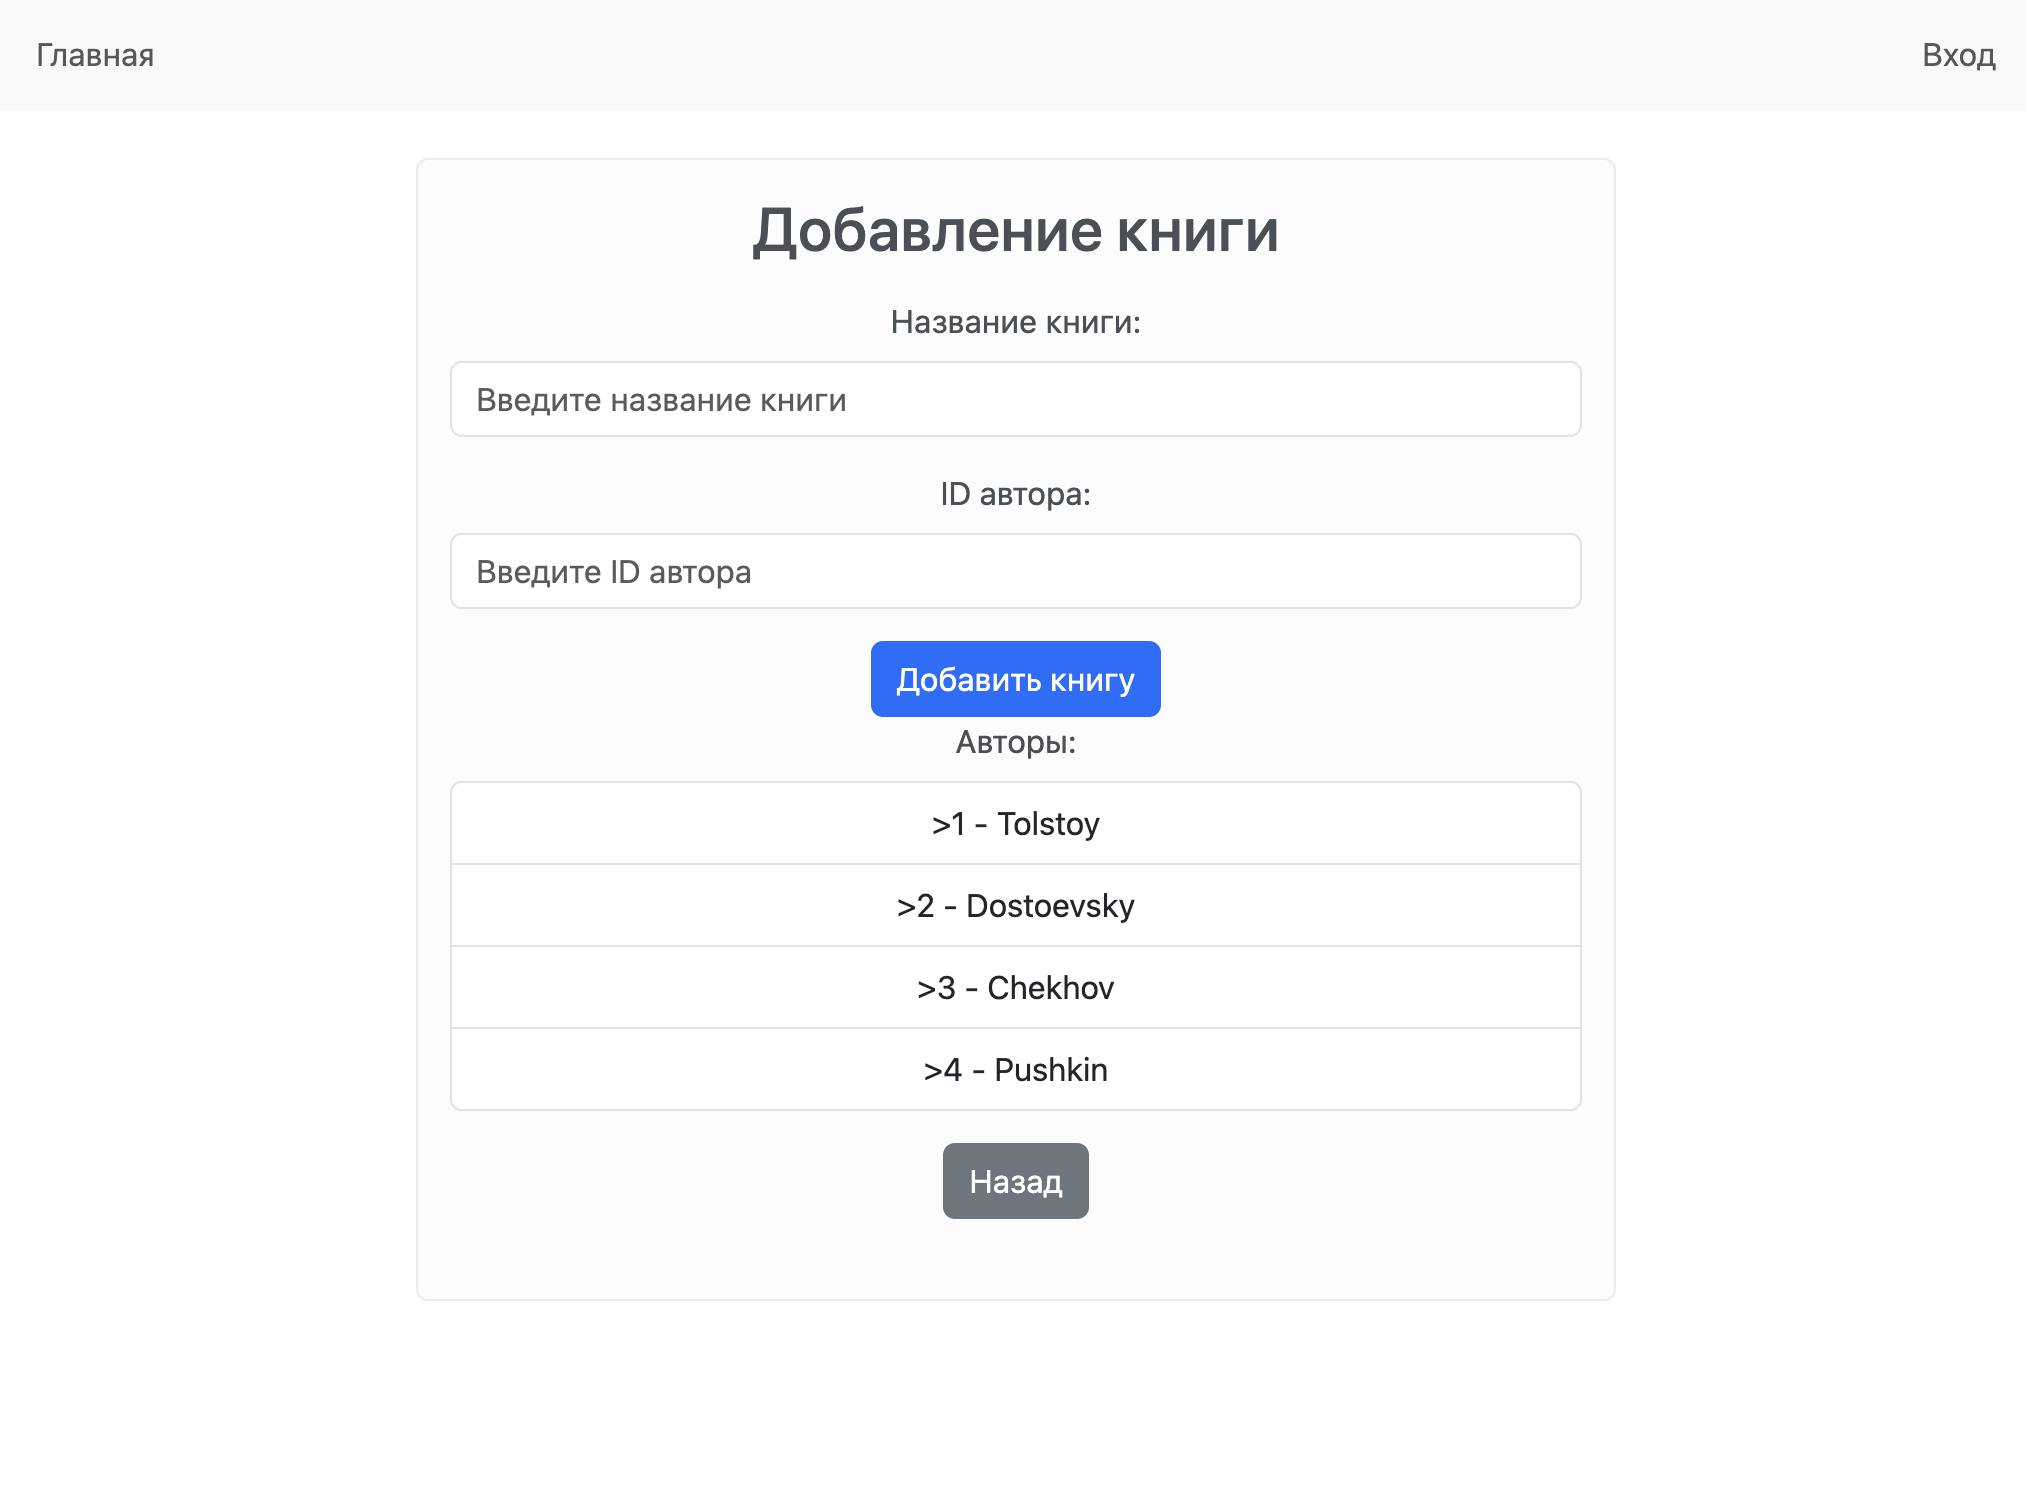 Главная
Вход
Добавление книги
Название книги:
Введите название книги
ID автора:
Введите ID автора
Добавить книгу
Авторы:
>1 - Tolstoy
>2 - Dostoevsky
>3 - Chekhov
>4 - Pushkin
Назад